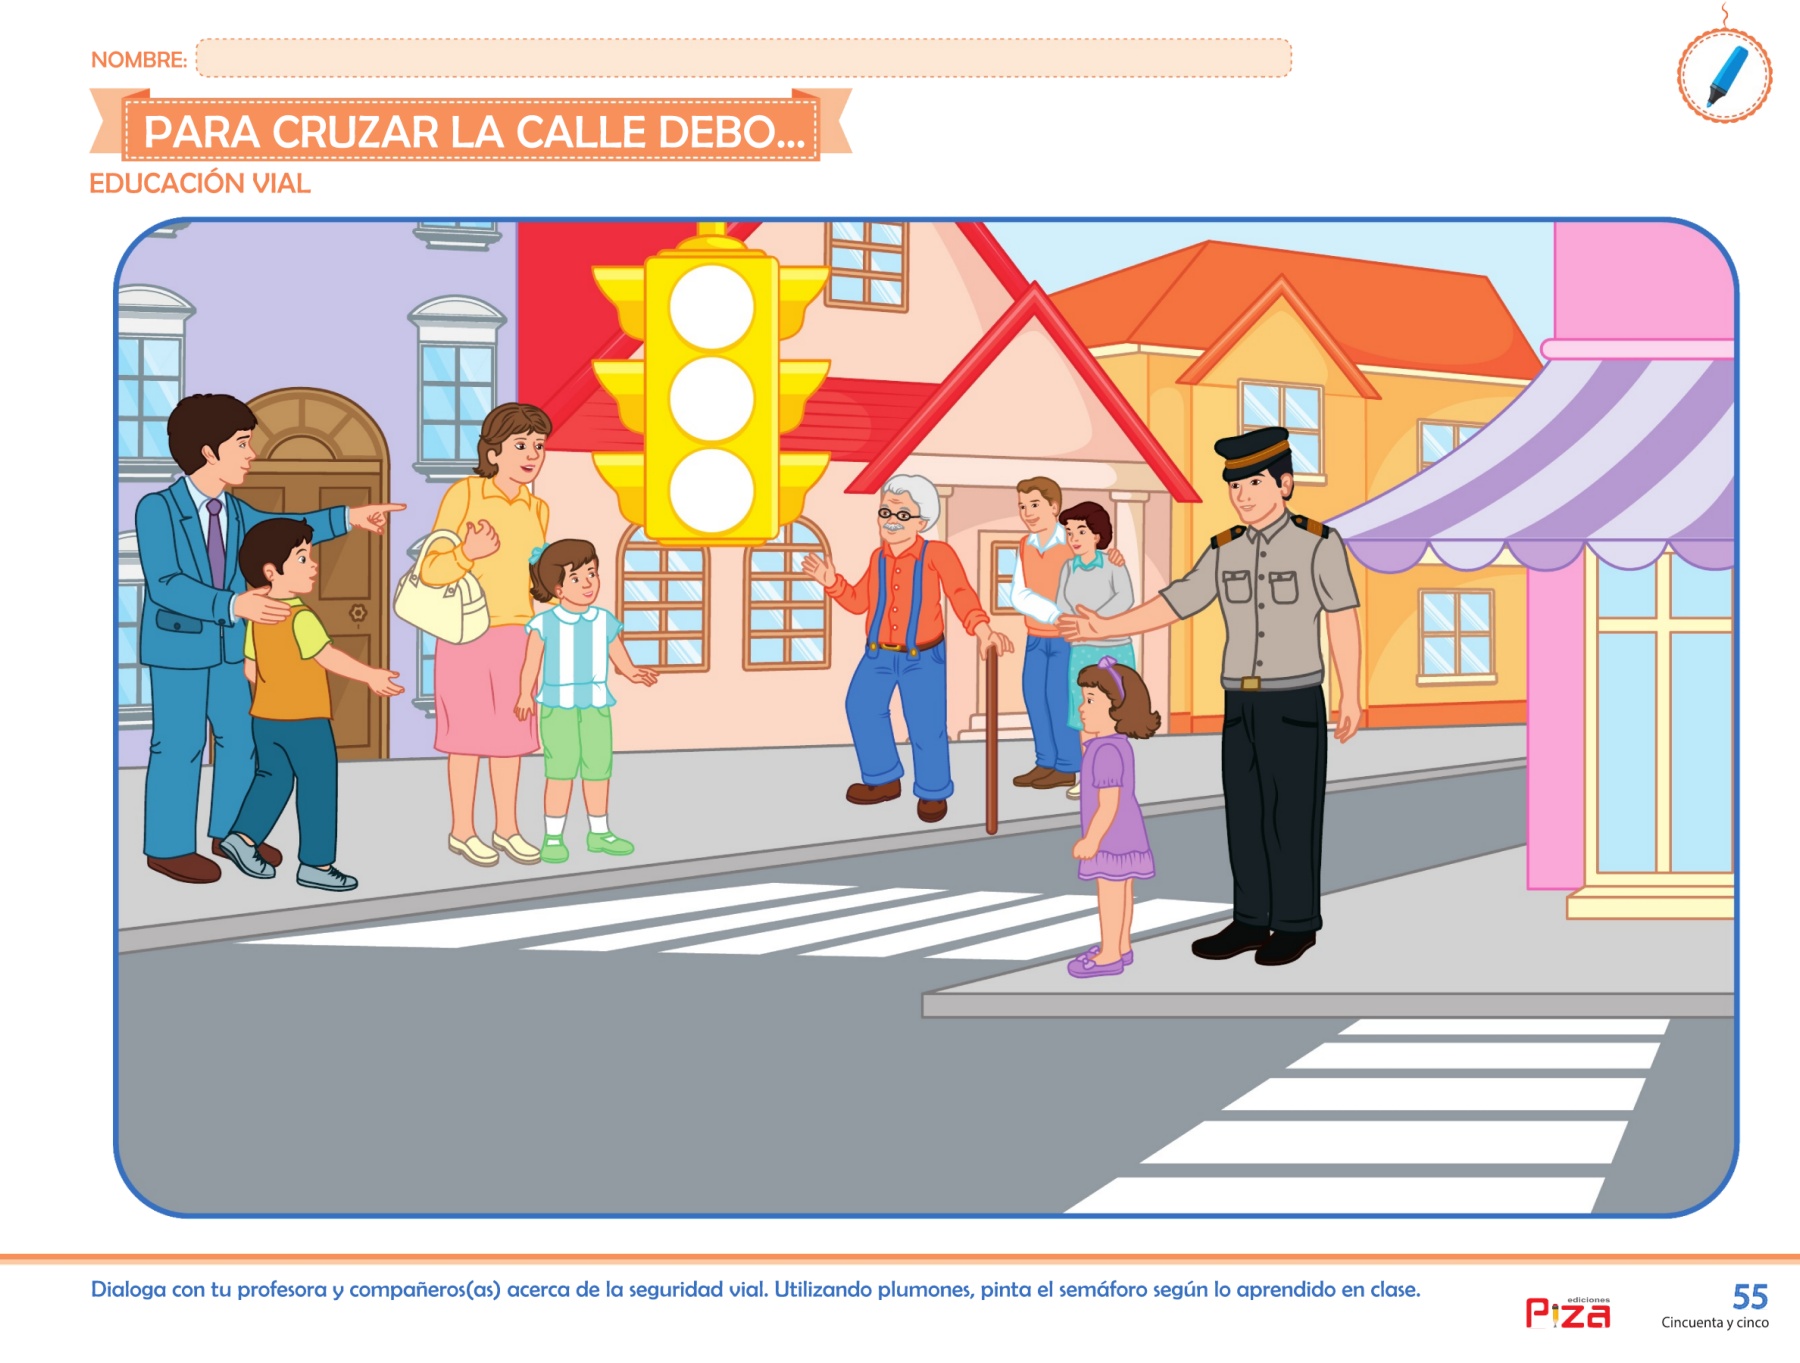 NOMBRE:
PARA CRUZAR LA CALLE DEBO...
EDUCACIÓN VIAL
Dialoga con tu profesora y compañeros(as) acerca de la seguridad vial. Utilizando plumones, pinta el semáforo según lo aprendido en clase.
ediciones
Piza
55
Cincuenta y cinco